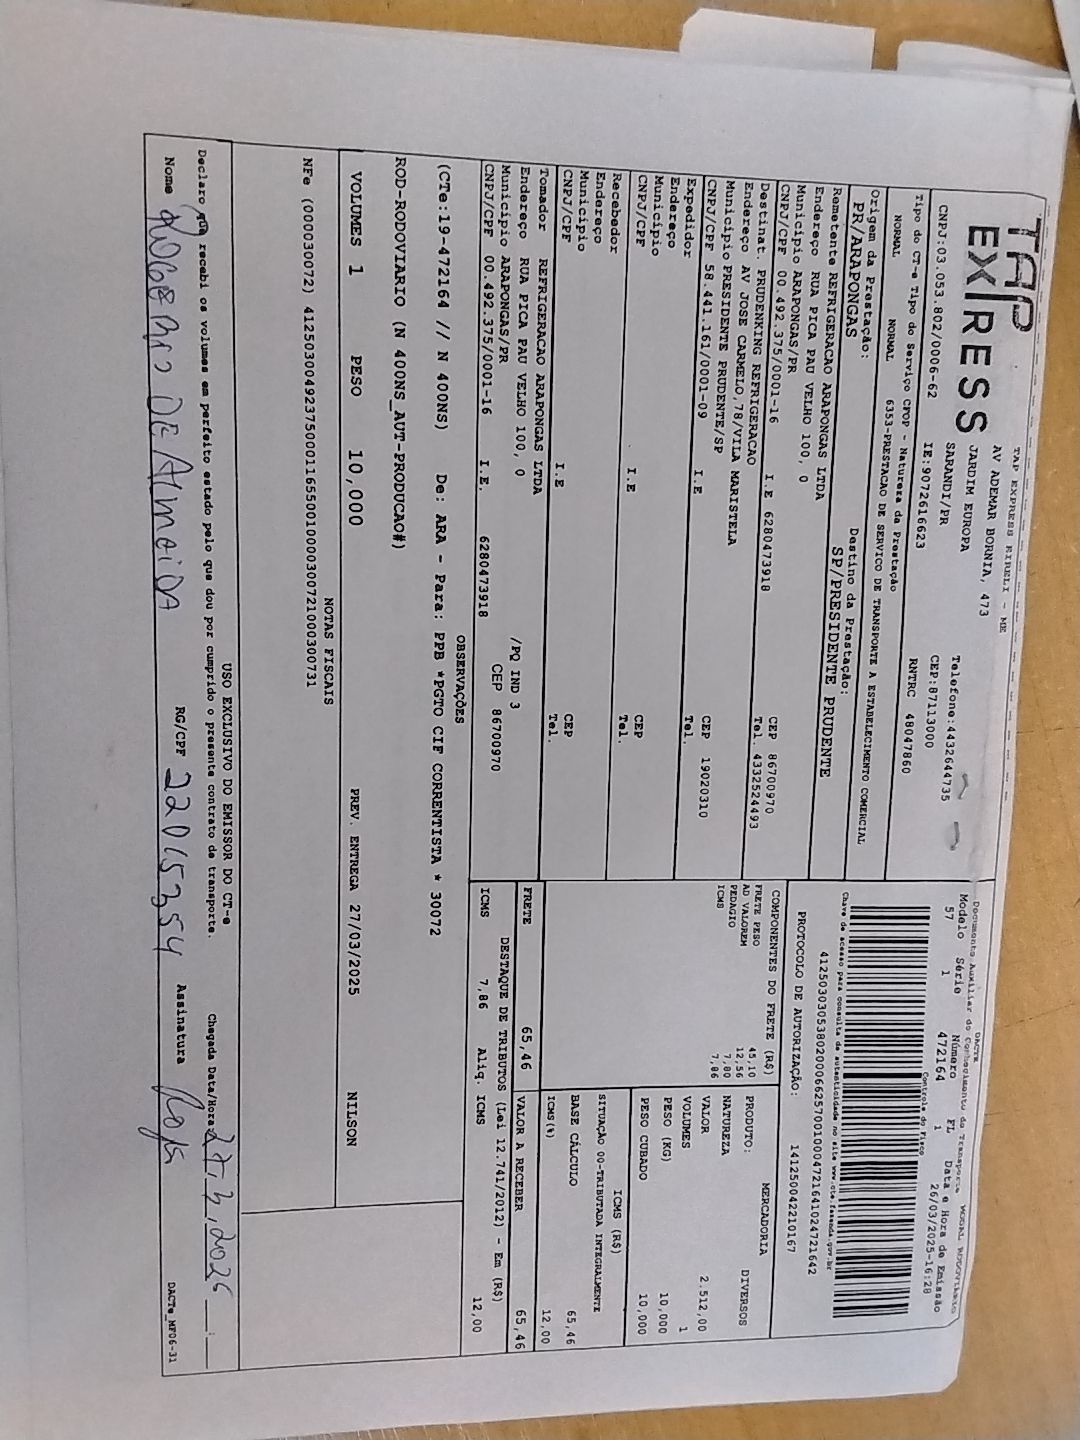 TAP EXPRESS
TAP EXPRESS EIRELI - ME
AV ADEMAR BORNIA, 473
JARDIM EUROPA
SARANDI/PR
Telefone:4432644735
CEP:87113000
CNPJ:03.053.802/0006-62 IE:9072616623 RNTRC 48047860
DACTE
Documento Auxiliar do Conhecimento de Transporte MODAL RODOVIARIO
Modelo Série Número FL Data e Hora de Emissão
57 1 472164 1 26/03/2025-16:28
Controle do Fisco
Tipo do CT-e Tipo do Serviço CFOP - Natureza da Prestação
NORMAL NORMAL 6353-PRESTACAO DE SERVICO DE TRANSPORTE A ESTABELECIMENTO COMERCIAL
Chave de acesso para consulta de autenticidade no site www.cte.fazenda.gov.br
PROTOCOLO DE AUTORIZAÇÃO: 141250042210167
Origem da Prestação: Destino da Prestação:
PR/ARAPONGAS SP/PRESIDENTE PRUDENTE
Remetente REFRIGERACAO ARAPONGAS LTDA
Endereço RUA PICA PAU VELHO 100, 0
Município ARAPONGAS/PR CEP 86700970
CNPJ/CPF 00.492.375/0001-16 I.E 6280473918 Tel. 4332524493
Destinat. PRUDENKING REFRIGERACAO
Endereço AV JOSE CARMELO,78/VILA MARISTELA
Município PRESIDENTE PRUDENTE/SP CEP 19020310
CNPJ/CPF 58.441.161/0001-09 I.E Tel.
Expedidor
Endereço
Município CEP
CNPJ/CPF I.E Tel.
Recebedor
Endereço
Município CEP
CNPJ/CPF I.E Tel.
Tomador REFRIGERACAO ARAPONGAS LTDA
Endereço RUA PICA PAU VELHO 100, 0 /PQ IND 3
Município ARAPONGAS/PR CEP 86700970
CNPJ/CPF 00.492.375/0001-16 I.E. 6280473918
COMPONENTES DO FRETE (R$)
FRETE PESO 45,10
AD VALOREM 12,56
PEDAGIO
ICMS 7,86
PRODUTO: MERCADORIA
NATUREZA DIVERSOS
VALOR 2.512,00
VOLUMES 1
PESO (KG) 10,000
PESO CUBADO 10,000
ICMS (R$)
SITUAÇÃO 00-TRIBUTADA INTEGRALMENTE
BASE CÁLCULO 65,46
ICMS(%) 12,00
FRETE 65,46 VALOR A RECEBER 65,46
DESTAQUE DE TRIBUTOS (Lei 12.741/2012) - Em (R$)
ICMS 7,86 Aliq. ICMS 12,00
OBSERVAÇÕES
(CTe:19-472164 // N 400NS) De: ARA - Para: PPB *PGTO CIF CORRENTISTA * 30072
ROD-RODOVIARIO (N 400NS_AUT-PRODUCAO#)
VOLUMES 1 PESO 10,000 PREV. ENTREGA 27/03/2025 NILSON
NOTAS FISCAIS
NFe (000030072)
USO EXCLUSIVO DO EMISSOR DO CT-e
Declaro que recebi os volumes em perfeito estado pelo que dou por cumprido o presente contrato de transporte. Chegada Data/Hora
Nome DE AlmeiDA RG/CPF Assinatura
DACTe_MF06-31